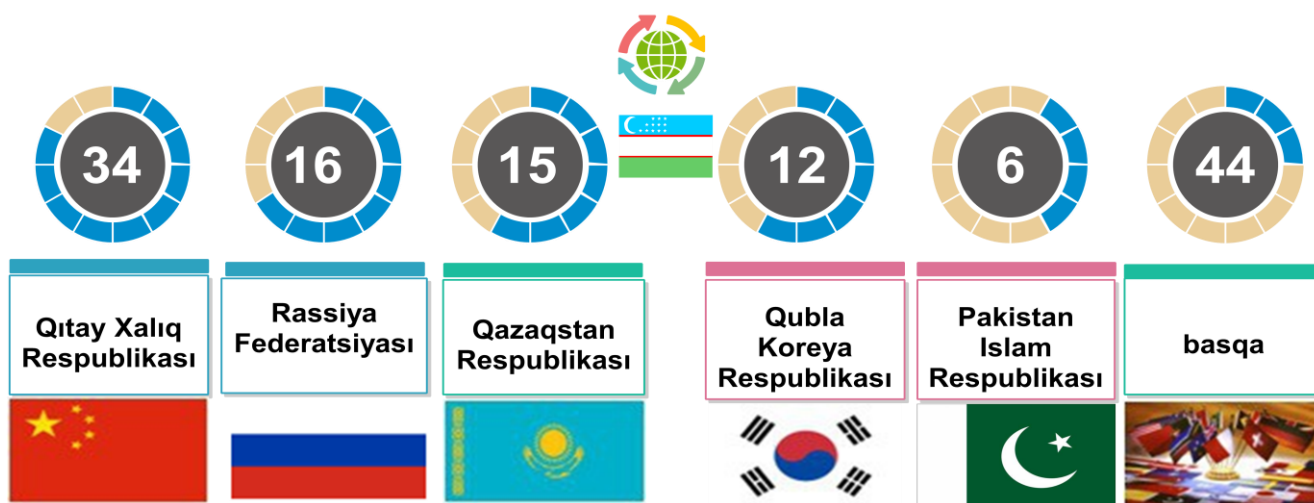 34
16
15
12
6
44
Qıtay Xalıq
Respublikası
Rassiya
Federatsiyası
Qazaqstan
Respublikası
Qubla
Koreya
Respublikası
Pakistan
Islam
Respublikası
basqa